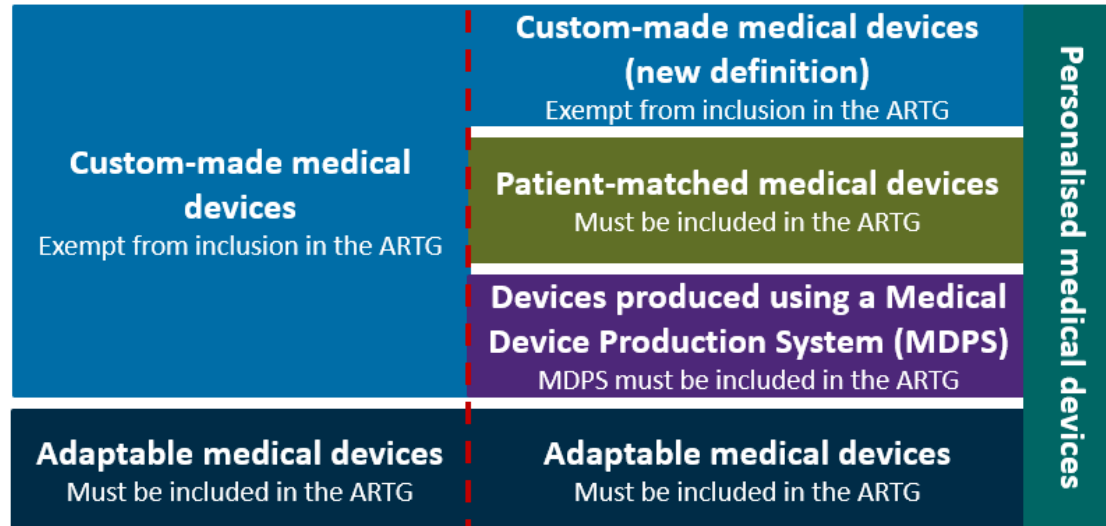 Custom-made medical
devices
Exempt from inclusion in the ARTG
Adaptable medical devices
Must be included in the ARTG
Custom-made medical devices
(new definition)
Exempt from inclusion in the ARTG
Patient-matched medical devices
Must be included in the ARTG
Devices produced using a Medical
Device Production System (MDPS)
MDPS must be included in the ARTG
Adaptable medical devices
Must be included in the ARTG
Personalised medical devices